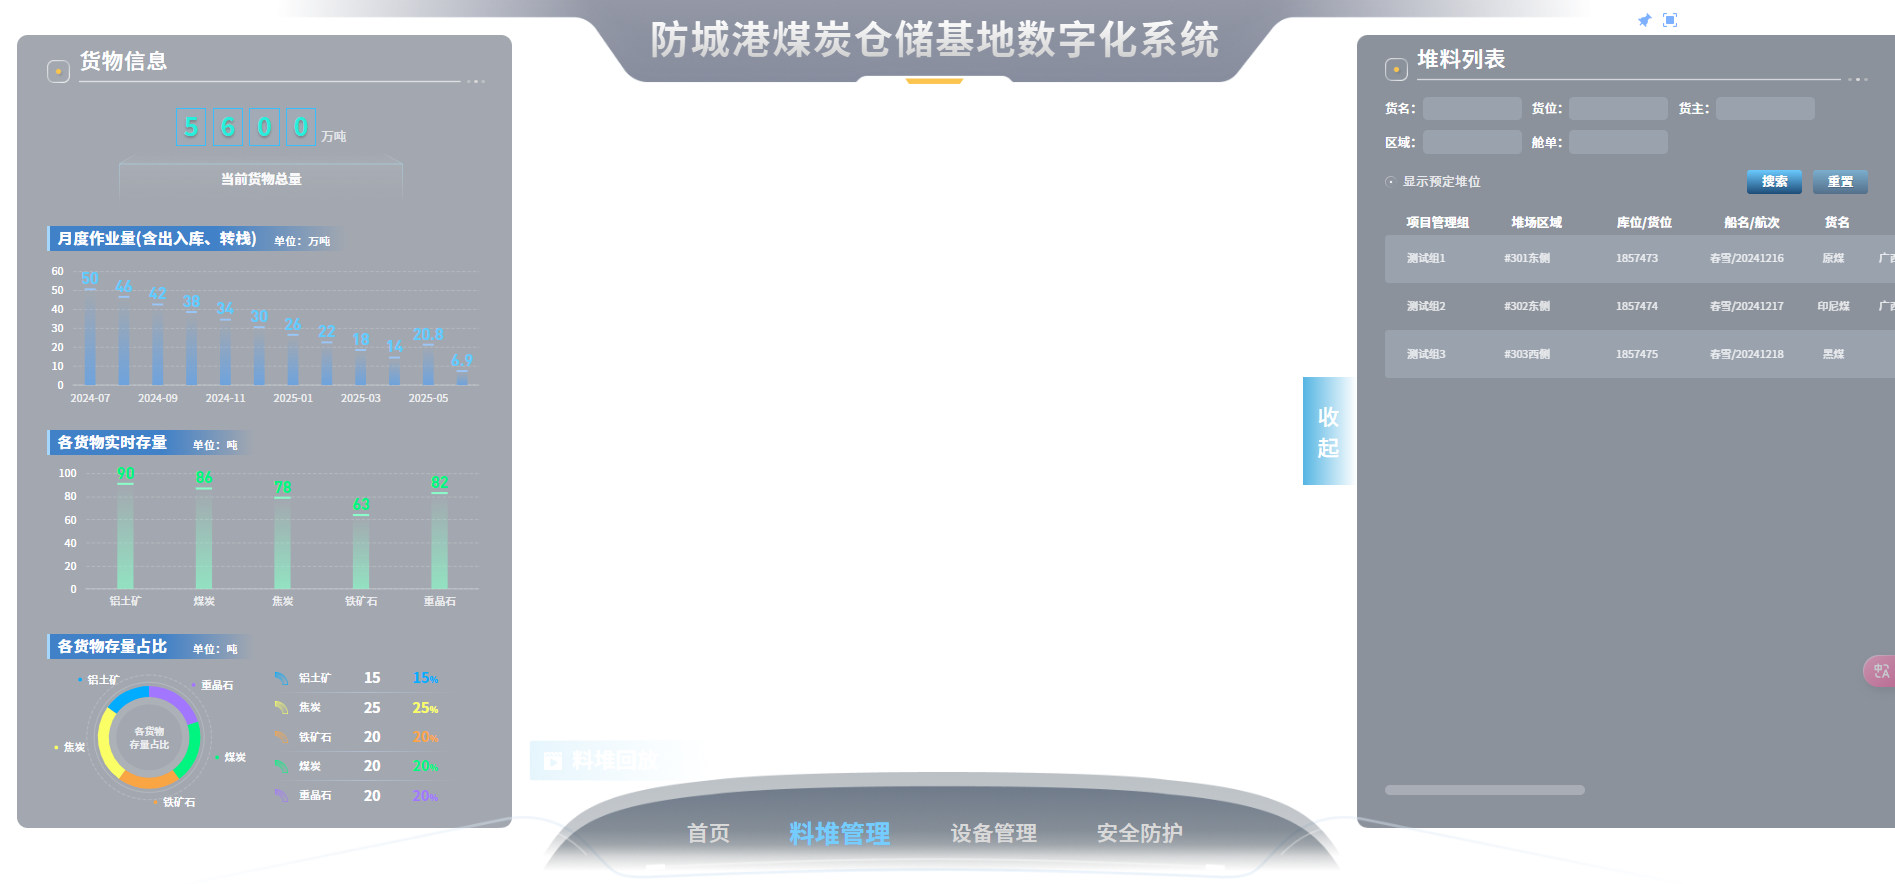 防城港煤炭仓储基地数字化系统
货物信息
5600 万吨
当前货物总量
月度作业量(含出入库、转栈) 单位：万吨
60
50
40
30
20
10
0
50 46 42 38 34 30 26 22 18 14 20.8 6.9
2024-07 2024-09 2024-11 2025-01 2025-03 2025-05
各货物实时存量 单位：吨
100
80
60
40
20
0
90 86 78 63 82
铝土矿 煤炭 焦炭 铁矿石 重晶石
各货物存量占比 单位：吨
铝土矿
重晶石
焦炭
煤炭
铁矿石
各货物
存量占比
铝土矿 15 15%
焦炭 25 25%
铁矿石 20 20%
煤炭 20 20%
重晶石 20 20%
料堆回放
首页 料堆管理 设备管理 安全防护
收
起
堆料列表
货名： 货位： 货主：
区域： 舱单：
显示预定堆位
搜索 重置
项目管理组 堆场区域 库位/货位 船名/航次 货名
测试组1 #301东侧 1857473 春雪/20241216 原煤 广西
测试组2 #302东侧 1857474 春雪/20241217 印尼煤 广西
测试组3 #303西侧 1857475 春雪/20241218 黑煤
中A